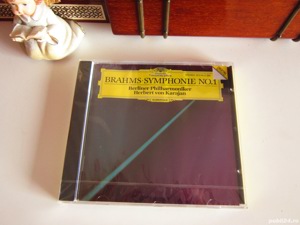 BRAHMS·SYMPHONIE NO.1
Berliner Philharmoniker
Herbert von Karajan